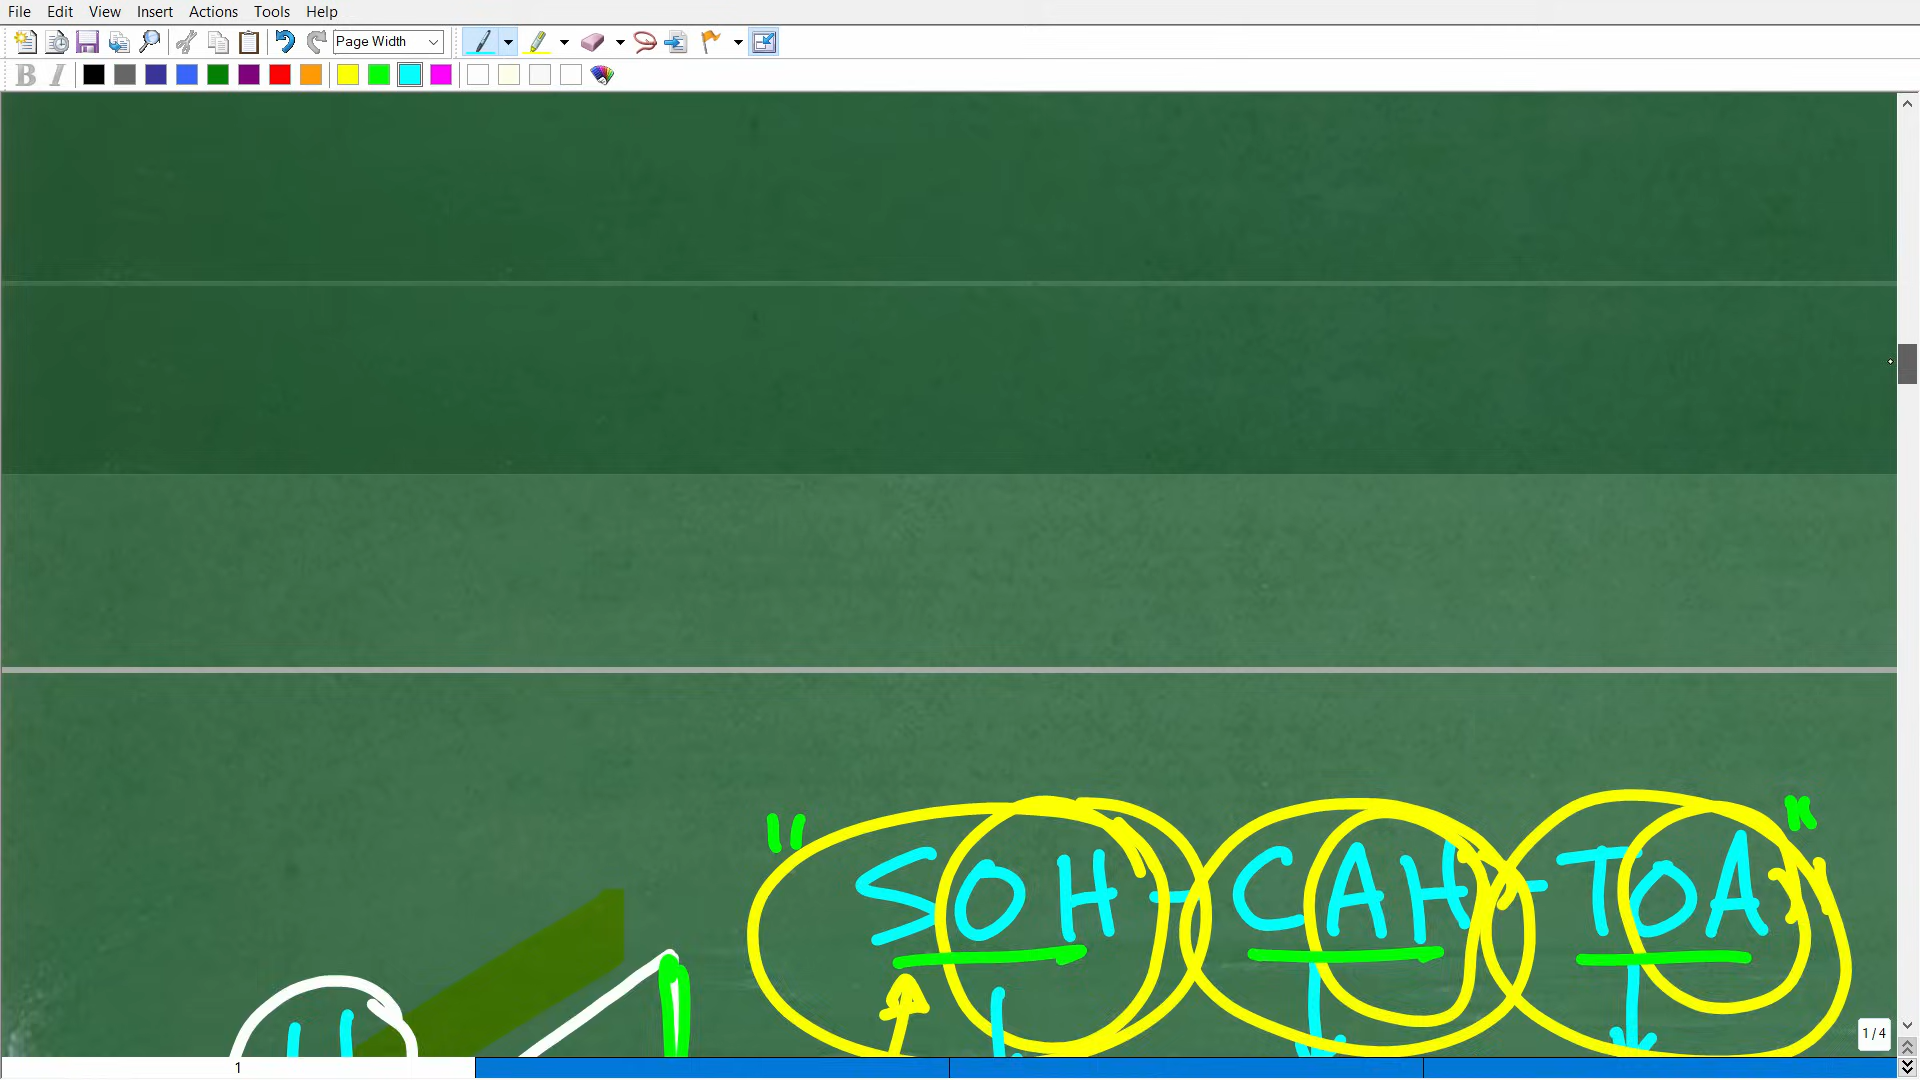 File Edit View Insert Actions Tools Help
Page Width
B I
"SOH - CAH - TOA"
H
1 / 4
1